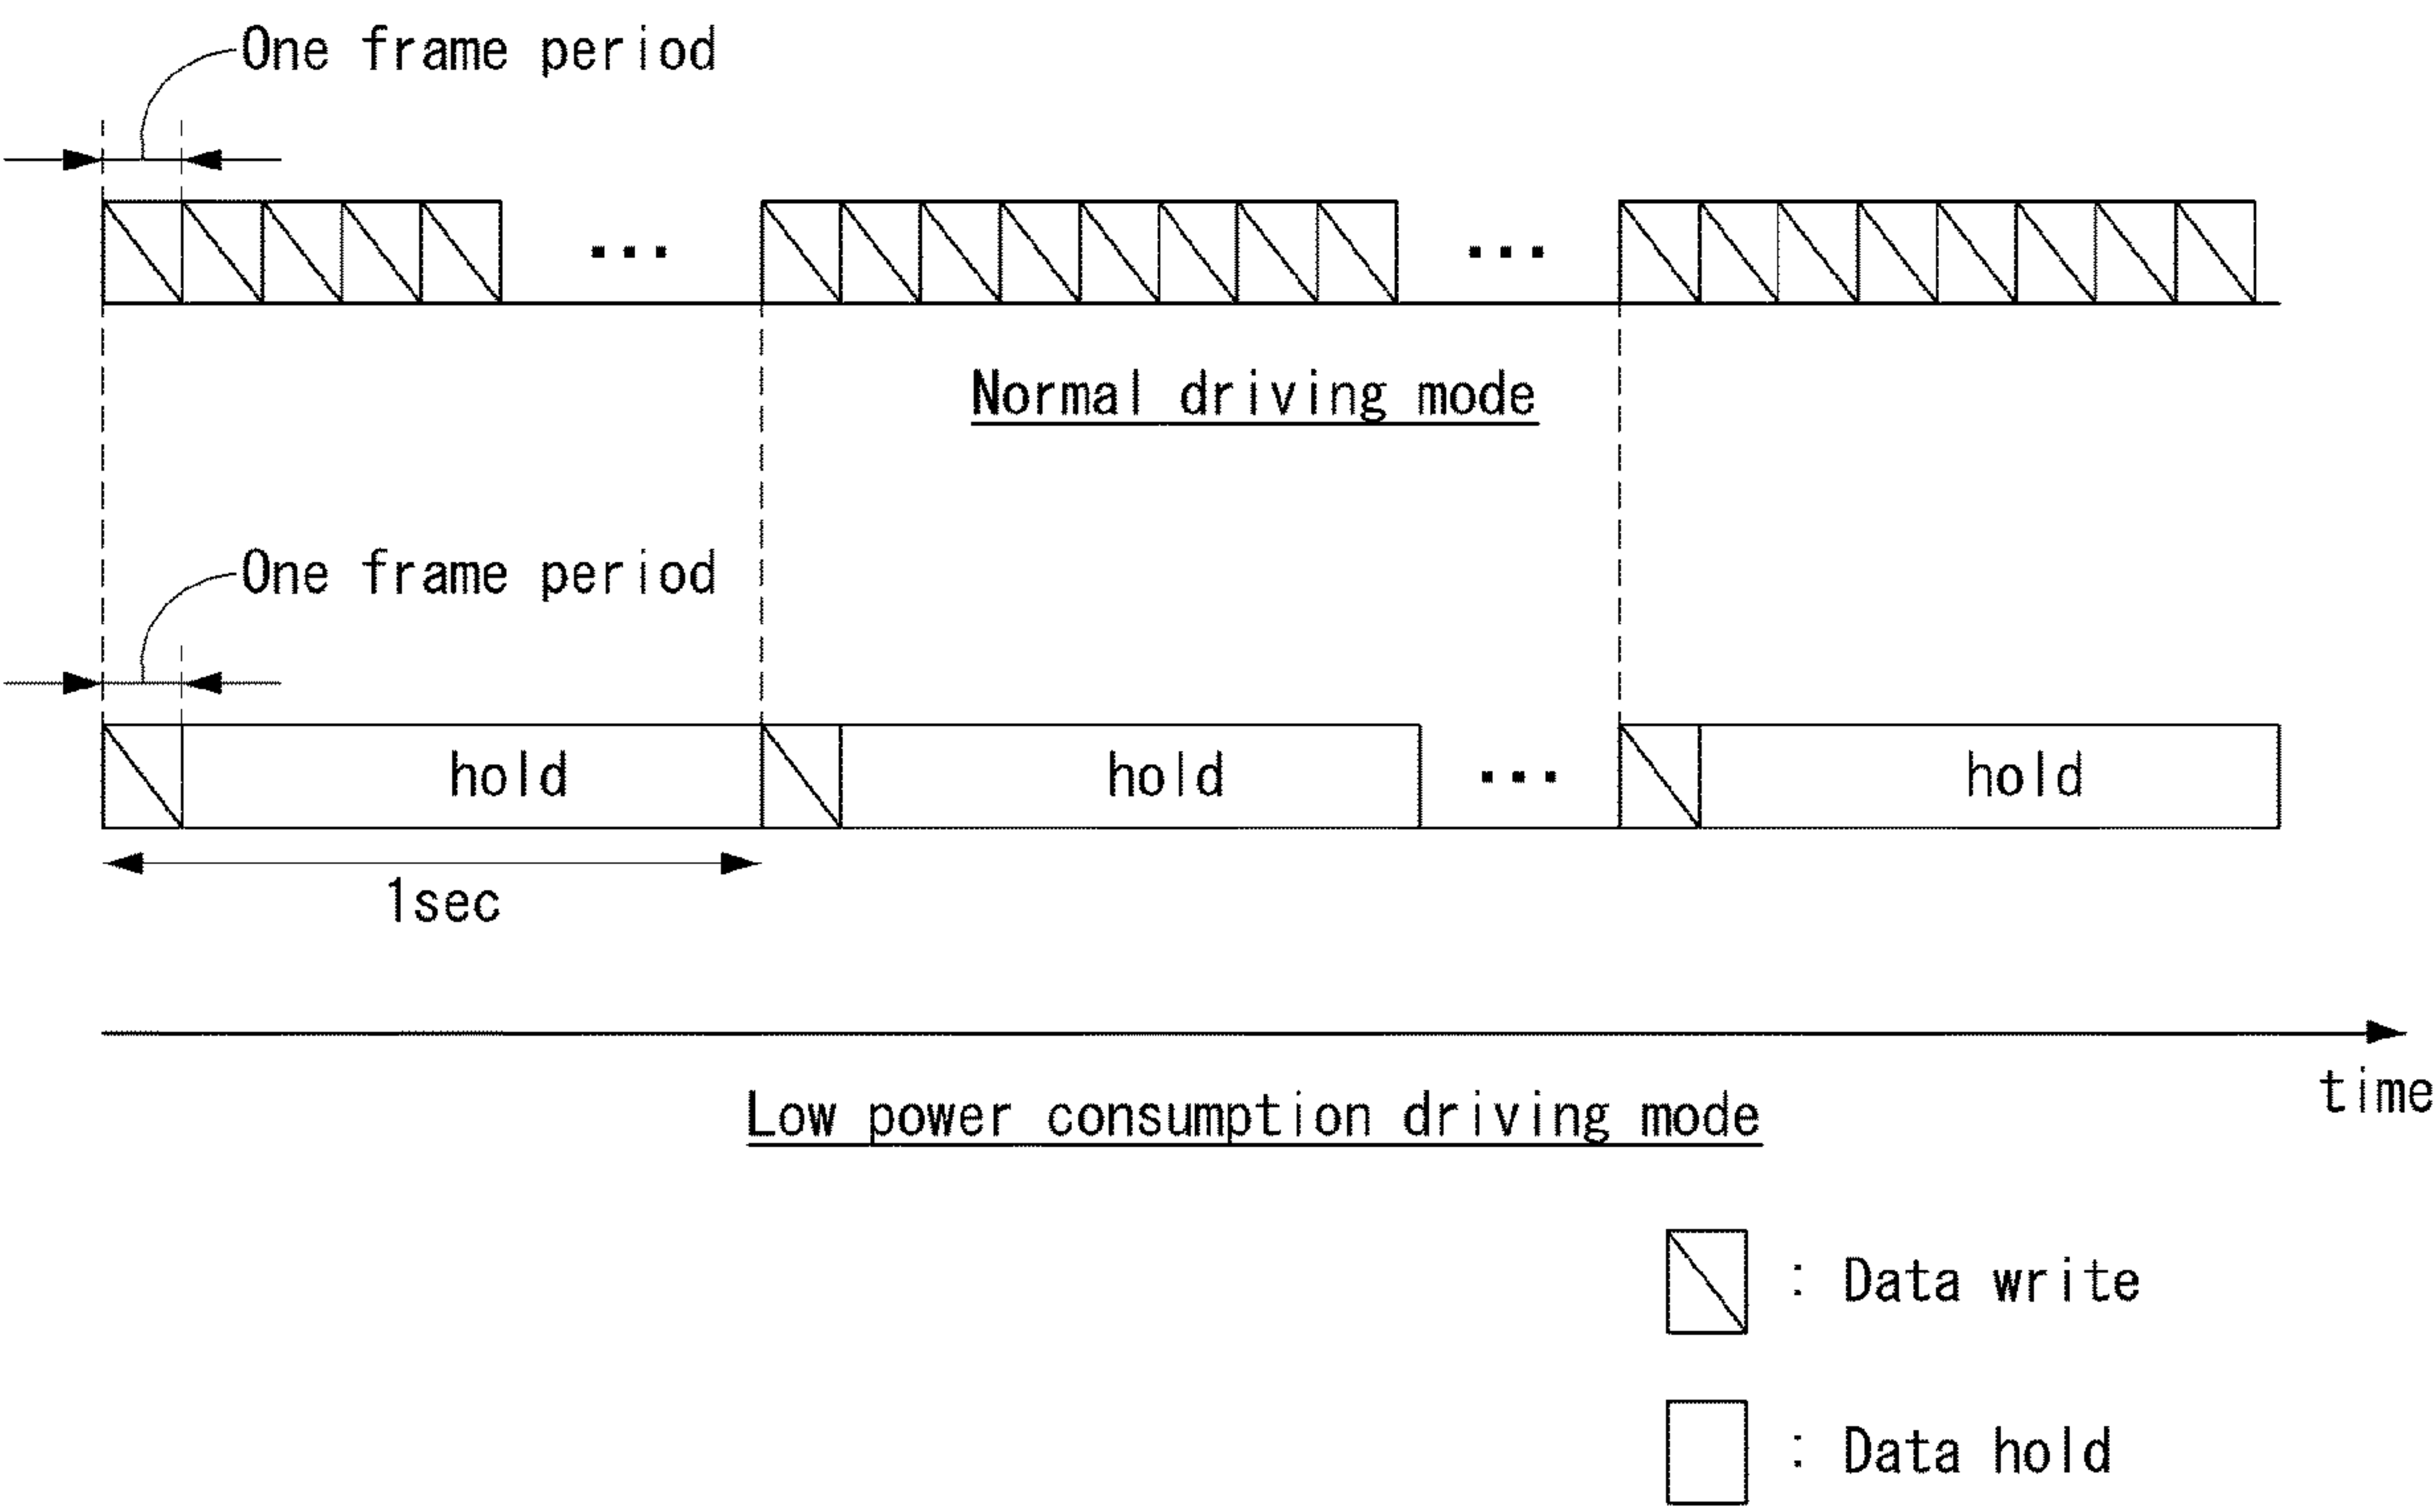 One frame period
...
...
Normal driving mode
One frame period
hold
hold
...
hold
1sec
time
Low power consumption driving mode
: Data write
: Data hold